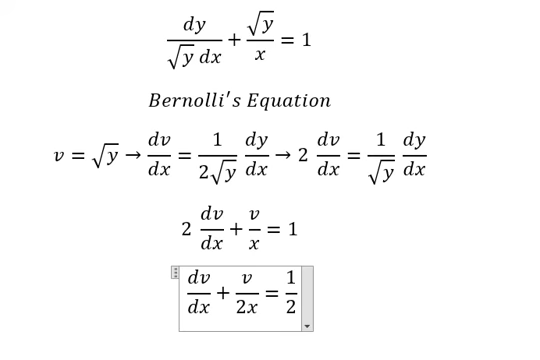 dy/(√y dx) + √y/x = 1
Bernolli's Equation
v = √y → dv/dx = 1/(2√y) dy/dx → 2 dv/dx = 1/√y dy/dx
2 dv/dx + v/x = 1
dv/dx + v/2x = 1/2